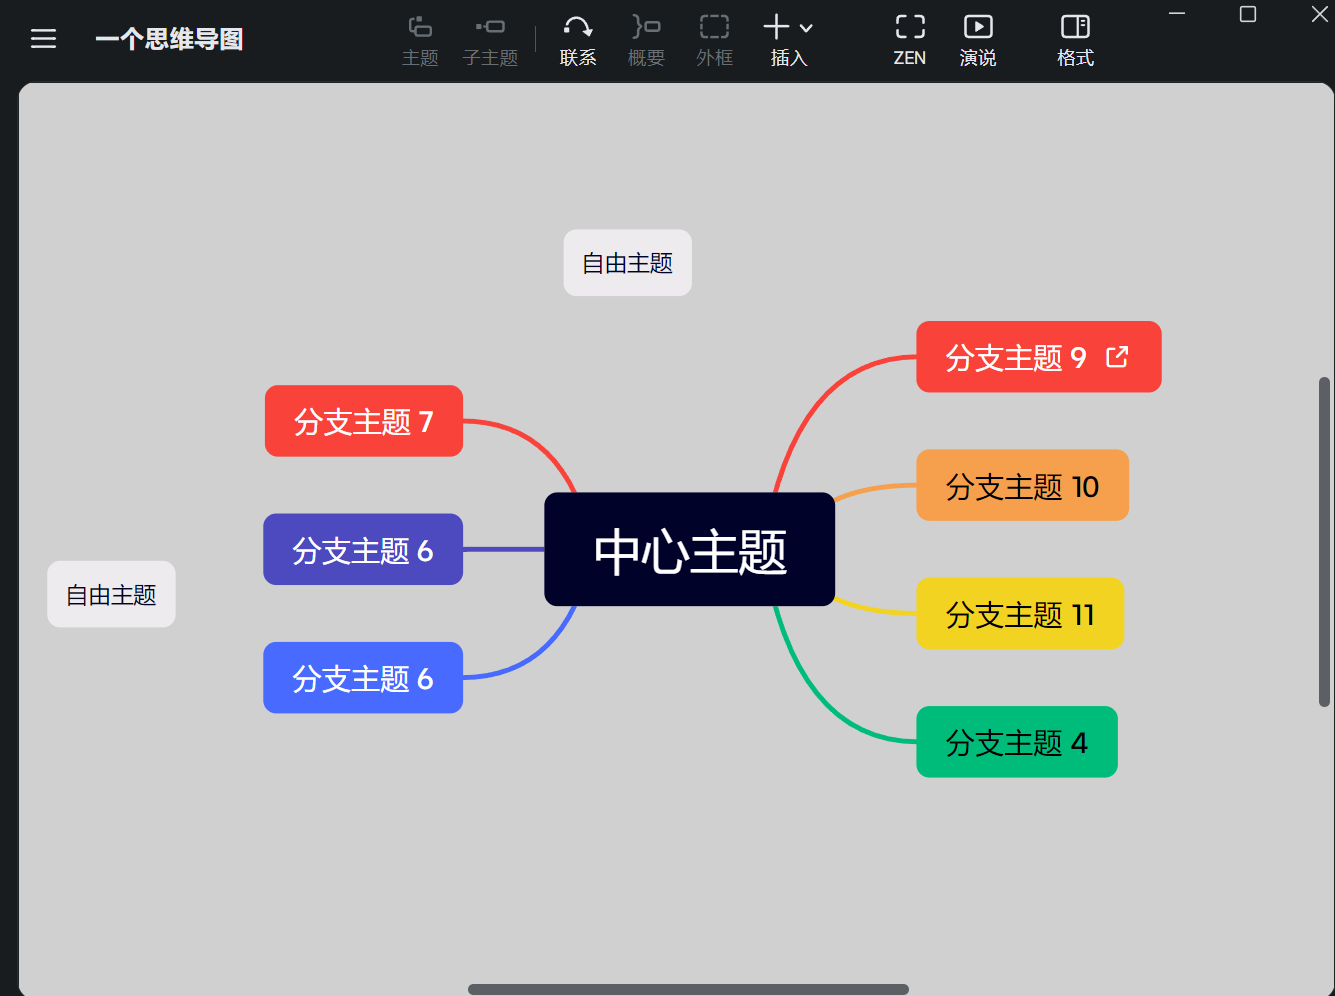 一个思维导图
主题
子主题
联系
概要
外框
插入
ZEN
演说
格式
自由主题
分支主题 9
分支主题 7
分支主题 10
中心主题
分支主题 6
自由主题
分支主题 11
分支主题 6
分支主题 4